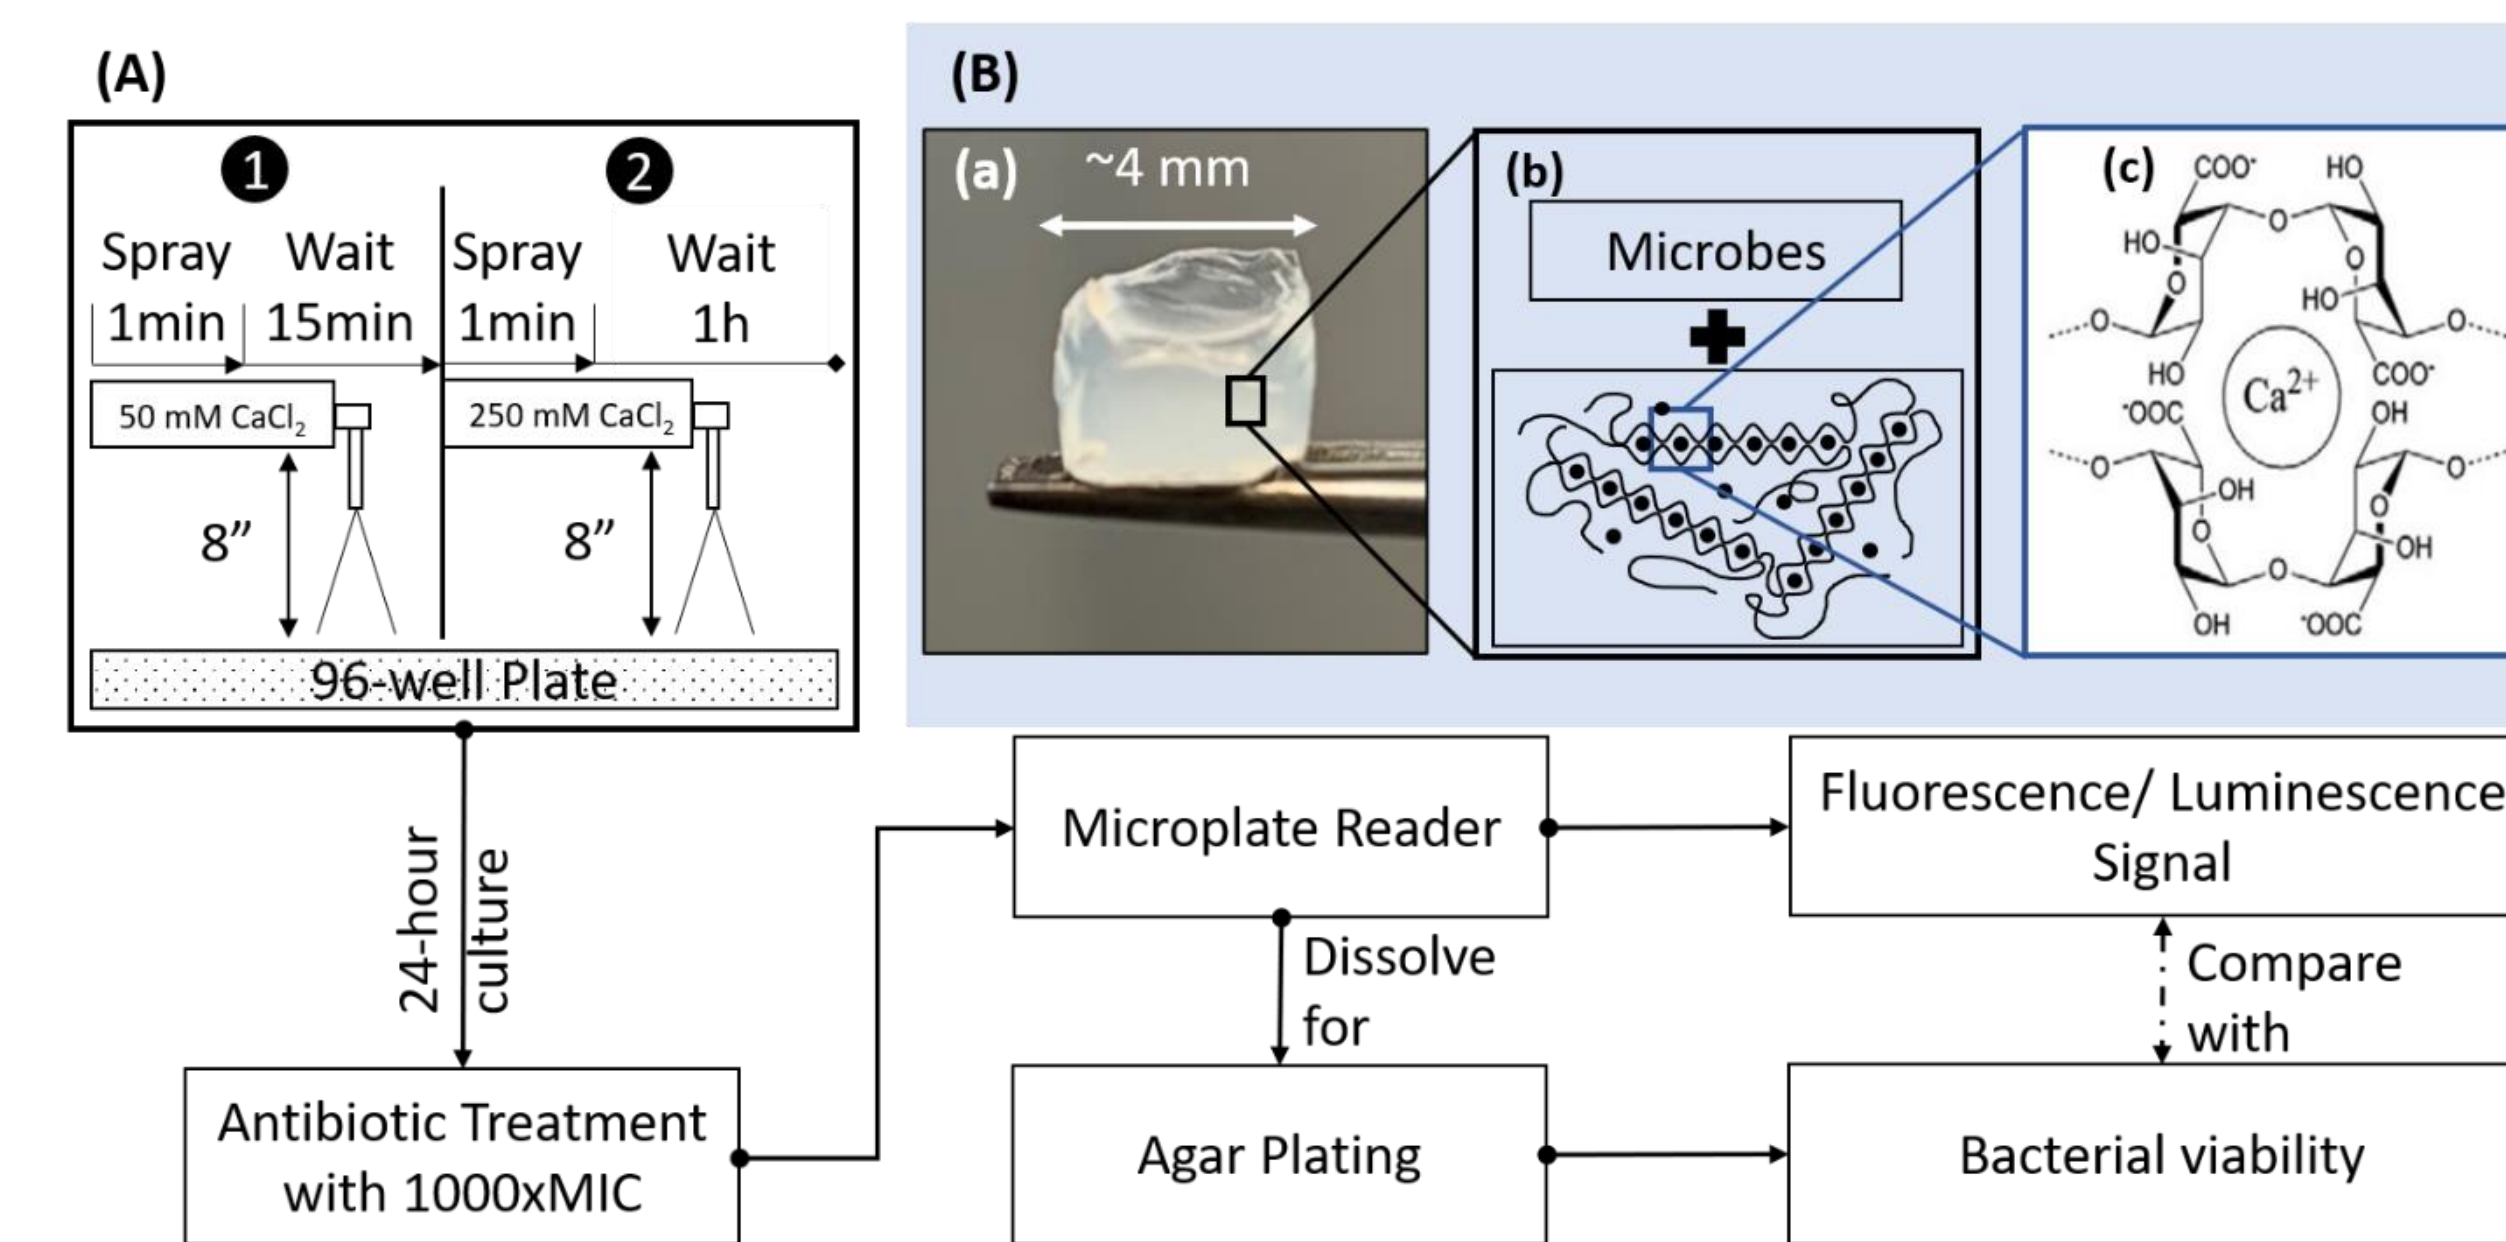 (A)
1
2
Spray Wait Spray Wait
1min 15min 1min 1h
50 mM CaCl₂ 250 mM CaCl₂
8” 8”
96-well Plate
24-hour
culture
Antibiotic Treatment
with 1000xMIC
(B)
(a) ~4 mm
(b)
Microbes
(c)
COO⁻ HO
O
HO O
O HO
O O
HO COO⁻
Ca²⁺
⁻OOC OH
O O
OH O
O OH
O
OH ⁻OOC
Microplate Reader
Fluorescence/ Luminescence
Signal
Dissolve
for
Compare
with
Agar Plating
Bacterial viability